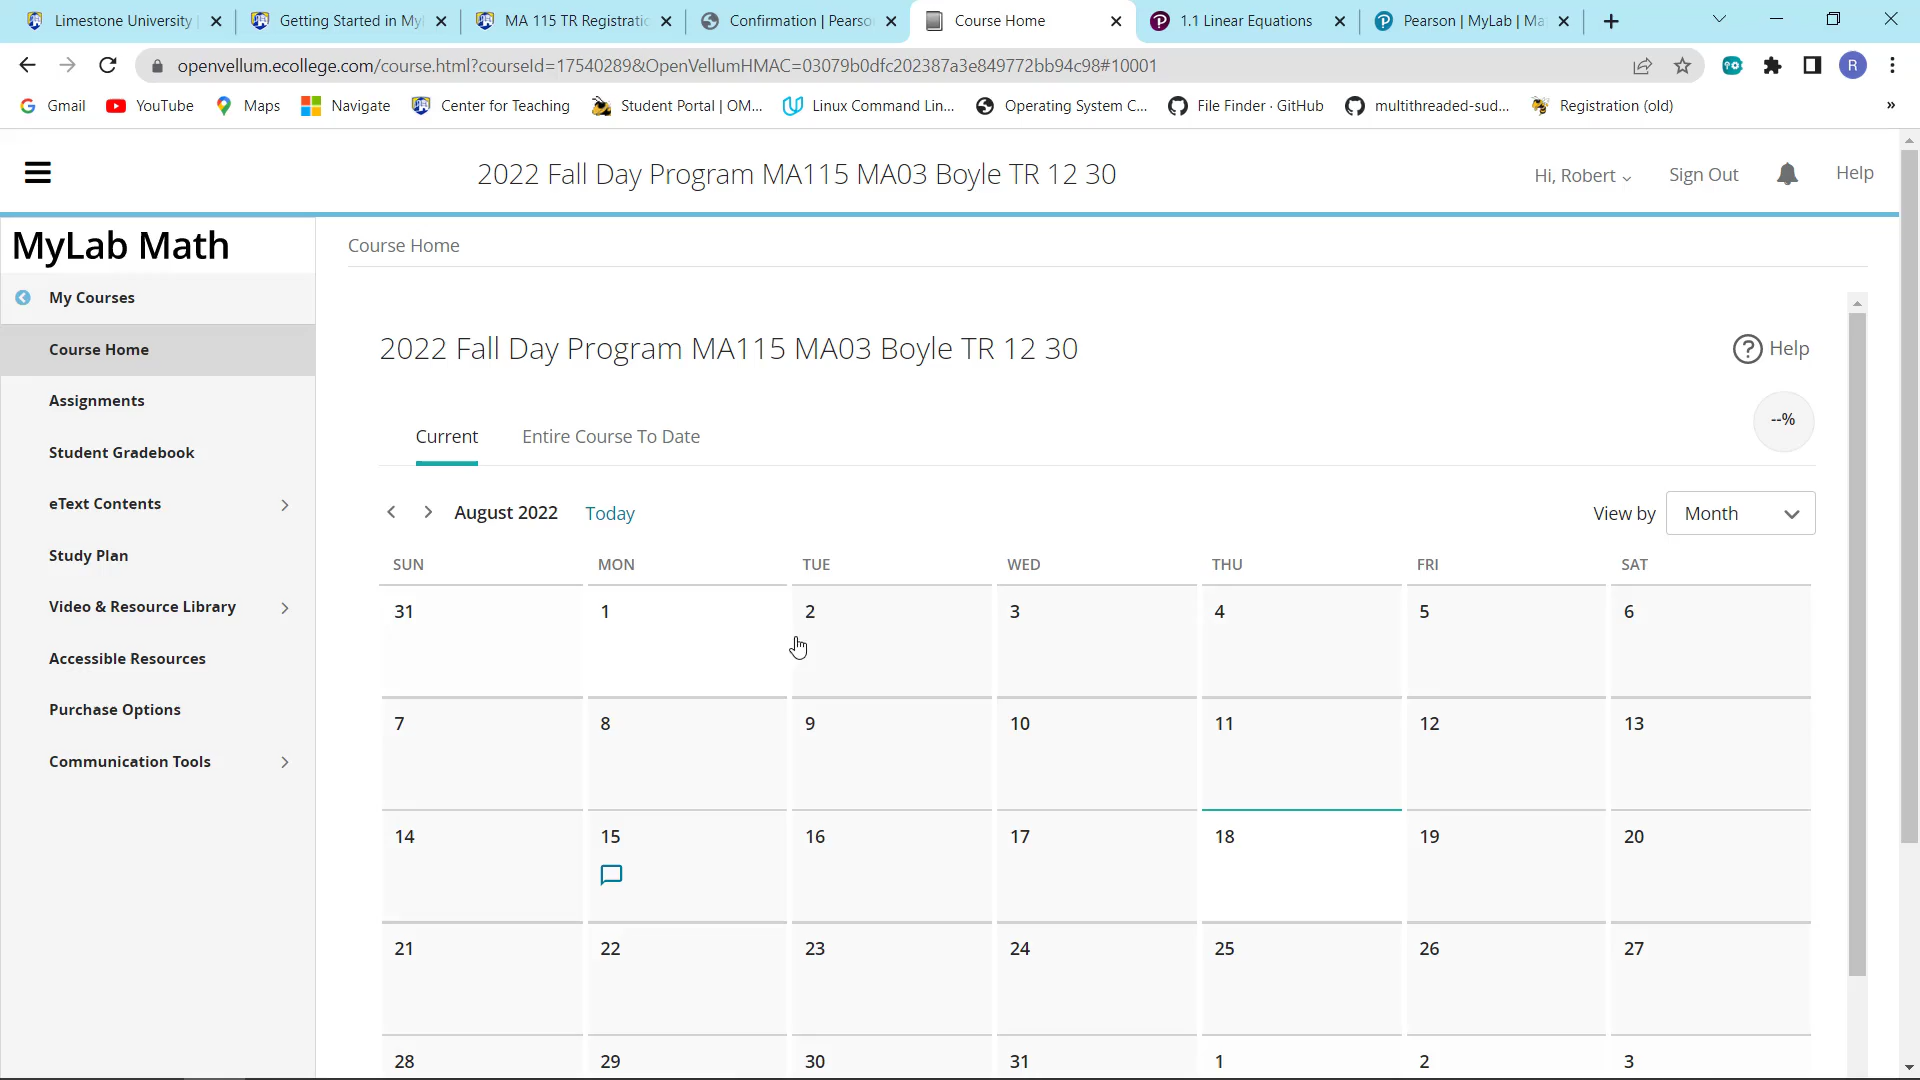 Limestone University
Getting Started in My
MA 115 TR Registratio
Confirmation | Pearso
Course Home
1.1 Linear Equations
Pearson | MyLab | Ma
openvellum.ecollege.com/course.html?courseId=17540289&OpenVellumHMAC=03079b0dfc202387a3e849772bb94c98#10001
R
Gmail
YouTube
Maps
Navigate
Center for Teaching
Student Portal | OM...
Linux Command Lin...
Operating System C...
File Finder · GitHub
multithreaded-sud...
Registration (old)
»
2022 Fall Day Program MA115 MA03 Boyle TR 12 30
Hi, Robert
Sign Out
Help
MyLab Math
My Courses
Course Home
Assignments
Student Gradebook
eText Contents
Study Plan
Video & Resource Library
Accessible Resources
Purchase Options
Communication Tools
Course Home
2022 Fall Day Program MA115 MA03 Boyle TR 12 30
? Help
Current
Entire Course To Date
--%
August 2022
Today
View by
Month
SUN MON TUE WED THU FRI SAT
31 1 2 3 4 5 6
7 8 9 10 11 12 13
14 15 16 17 18 19 20
21 22 23 24 25 26 27
28 29 30 31 1 2 3